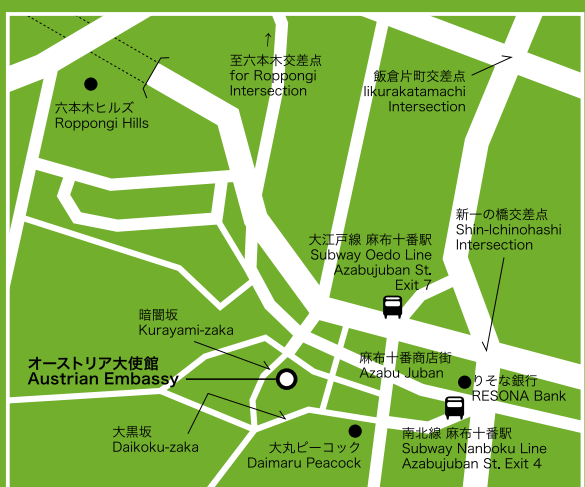 ↑
至六本木交差点
for Roppongi
Intersection
飯倉片町交差点
Iikurakatamachi
Intersection
六本木ヒルズ
Roppongi Hills
新一の橋交差点
Shin-Ichinohashi
Intersection
大江戸線 麻布十番駅
Subway Oedo Line
Azabujuban St.
Exit 7
暗闇坂
Kurayami-zaka
オーストリア大使館
Austrian Embassy
麻布十番商店街
Azabu Juban
りそな銀行
RESONA Bank
大黒坂
Daikoku-zaka
大丸ピーコック
Daimaru Peacock
南北線 麻布十番駅
Subway Nanboku Line
Azabujuban St. Exit 4